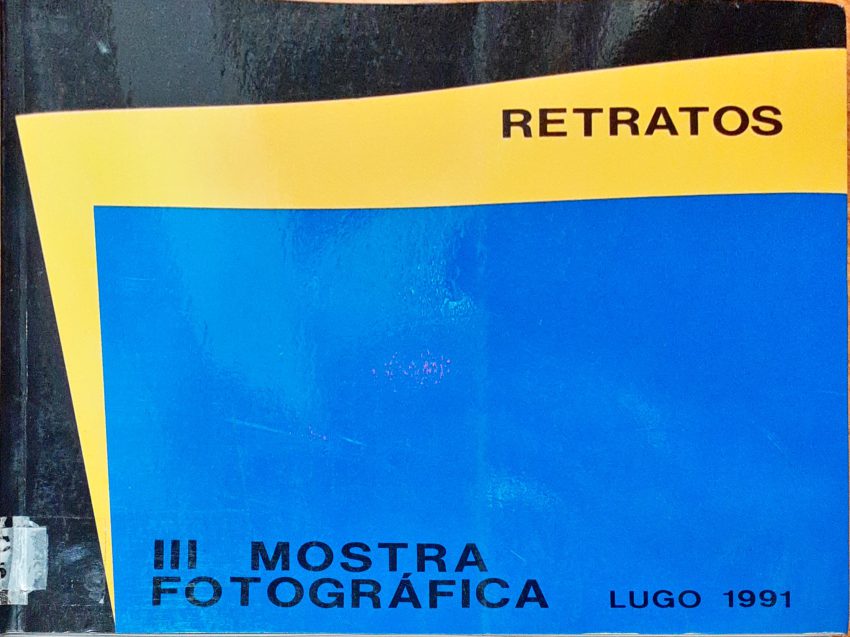 RETRATOS
III MOSTRA
FOTOGRÁFICA
LUGO 1991